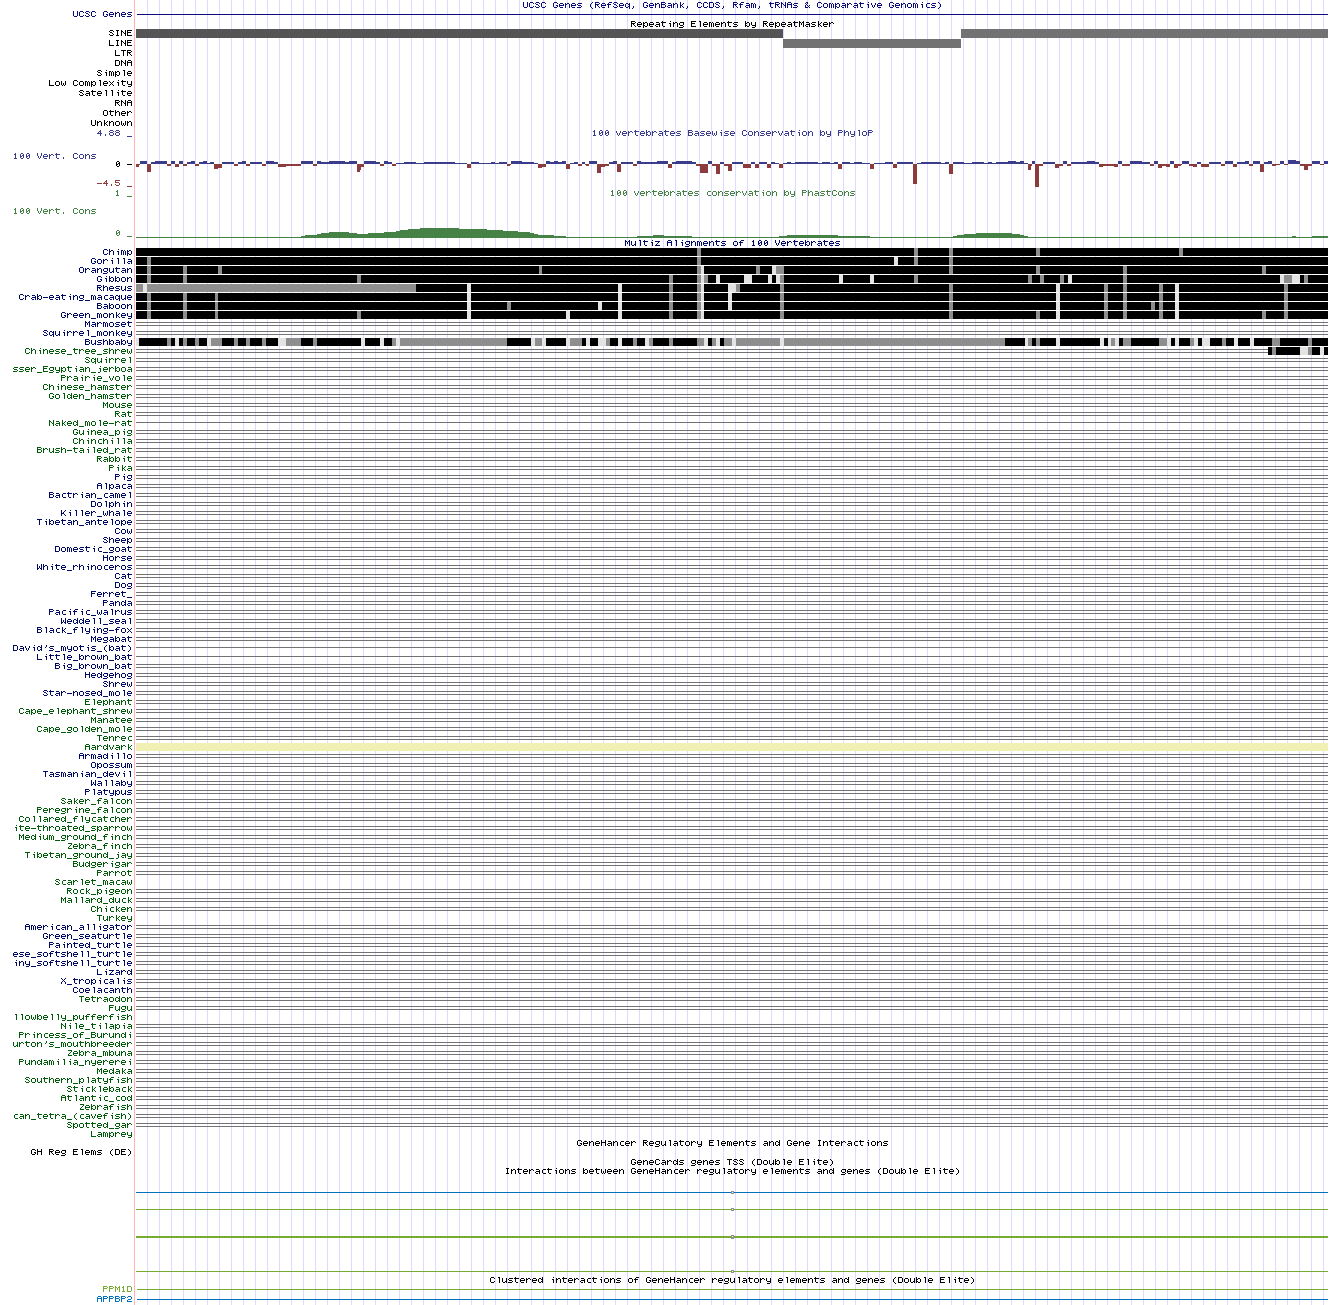 UCSC Genes (RefSeq, GenBank, CCDS, Rfam, tRNAs & Comparative Genomics)
UCSC Genes
Repeating Elements by RepeatMasker
SINE
LINE
LTR
DNA
Simple
Low Complexity
Satellite
RNA
Other
Unknown
4.88 _
100 vertebrates Basewise Conservation by PhyloP
100 Vert. Cons
0 _
-4.5 _
1 _
100 vertebrates conservation by PhastCons
100 Vert. Cons
0 _
Multiz Alignments of 100 Vertebrates
Chimp
Gorilla
Orangutan
Gibbon
Rhesus
Crab-eating_macaque
Baboon
Green_monkey
Marmoset
Squirrel_monkey
Bushbaby
Chinese_tree_shrew
Squirrel
sser_Egyptian_jerboa
Prairie_vole
Chinese_hamster
Golden_hamster
Mouse
Rat
Naked_mole-rat
Guinea_pig
Chinchilla
Brush-tailed_rat
Rabbit
Pika
Pig
Alpaca
Bactrian_camel
Dolphin
Killer_whale
Tibetan_antelope
Cow
Sheep
Domestic_goat
Horse
White_rhinoceros
Cat
Dog
Ferret_
Panda
Pacific_walrus
Weddell_seal
Black_flying-fox
Megabat
David's_myotis_(bat)
Little_brown_bat
Big_brown_bat
Hedgehog
Shrew
Star-nosed_mole
Elephant
Cape_elephant_shrew
Manatee
Cape_golden_mole
Tenrec
Aardvark
Armadillo
Opossum
Tasmanian_devil
Wallaby
Platypus
Saker_falcon
Peregrine_falcon
Collared_flycatcher
ite-throated_sparrow
Medium_ground_finch
Zebra_finch
Tibetan_ground_jay
Budgerigar
Parrot
Scarlet_macaw
Rock_pigeon
Mallard_duck
Chicken
Turkey
American_alligator
Green_seaturtle
Painted_turtle
ese_softshell_turtle
iny_softshell_turtle
Lizard
X_tropicalis
Coelacanth
Tetraodon
Fugu
llowbelly_pufferfish
Nile_tilapia
Princess_of_Burundi
urton's_mouthbreeder
Zebra_mbuna
Pundamilia_nyererei
Medaka
Southern_platyfish
Stickleback
Atlantic_cod
Zebrafish
can_tetra_(cavefish)
Spotted_gar
Lamprey
GeneHancer Regulatory Elements and Gene Interactions
GH Reg Elems (DE)
GeneCards genes TSS (Double Elite)
Interactions between GeneHancer regulatory elements and genes (Double Elite)
Clustered interactions of GeneHancer regulatory elements and genes (Double Elite)
PPM1D
APPBP2